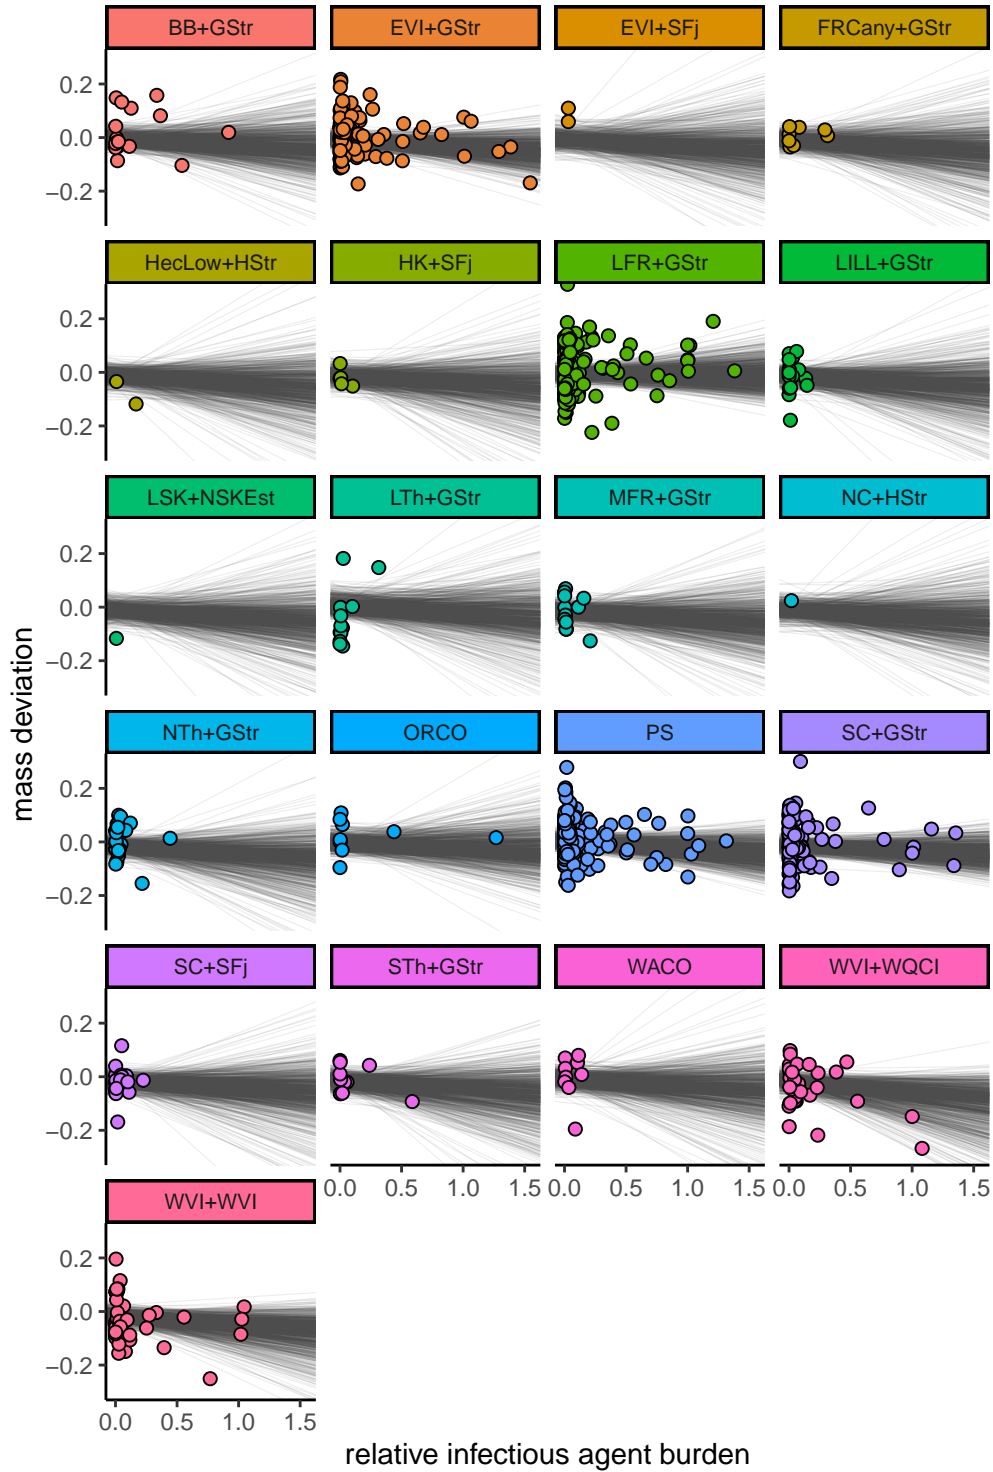 BB+GStr EVI+GStr EVI+SFj FRCany+GStr
0.2
0.0
−0.2
HecLow+HStr HK+SFj LFR+GStr LILL+GStr
0.2
0.0
−0.2
LSK+NSKEst LTh+GStr MFR+GStr NC+HStr
0.2
0.0
−0.2
mass deviation
NTh+GStr ORCO PS SC+GStr
0.2
0.0
−0.2
SC+SFj STh+GStr WACO WVI+WQCI
0.2
0.0
−0.2
0.0 0.5 1.0 1.5 0.0 0.5 1.0 1.5 0.0 0.5 1.0 1.5
WVI+WVI
0.2
0.0
−0.2
0.0 0.5 1.0 1.5
relative infectious agent burden